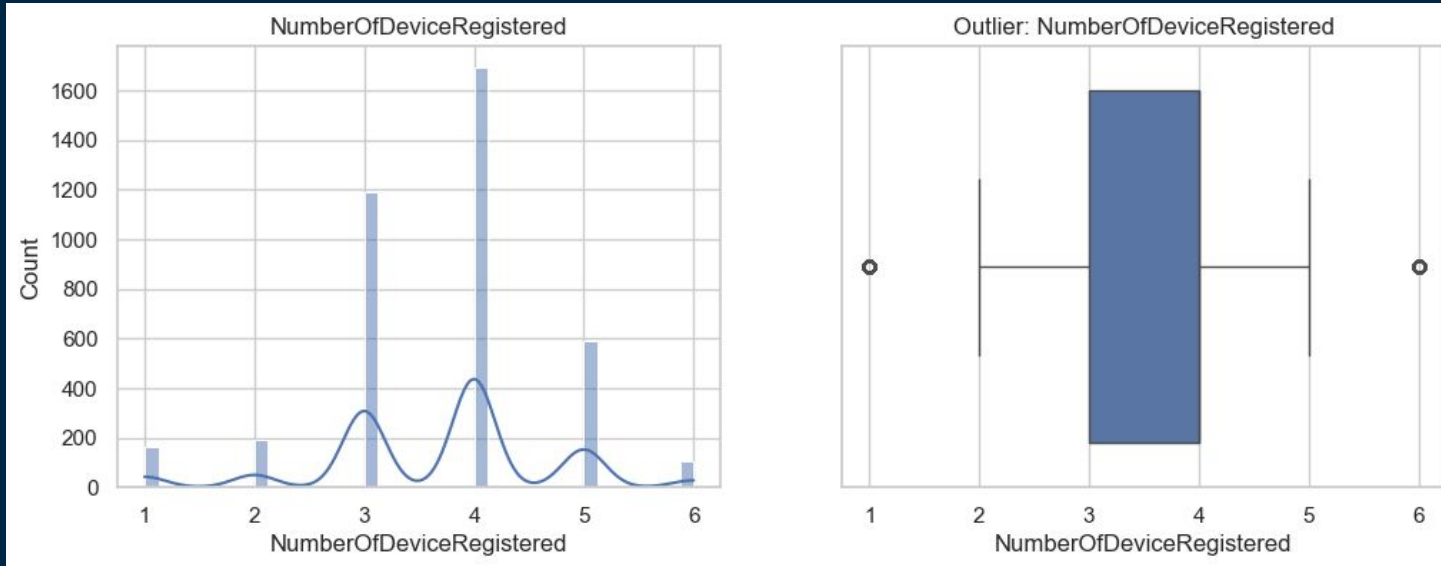 NumberOfDeviceRegistered
1600
1400
1200
1000
800
600
400
200
0
Count
1 2 3 4 5 6
NumberOfDeviceRegistered
Outlier: NumberOfDeviceRegistered
1 2 3 4 5 6
NumberOfDeviceRegistered